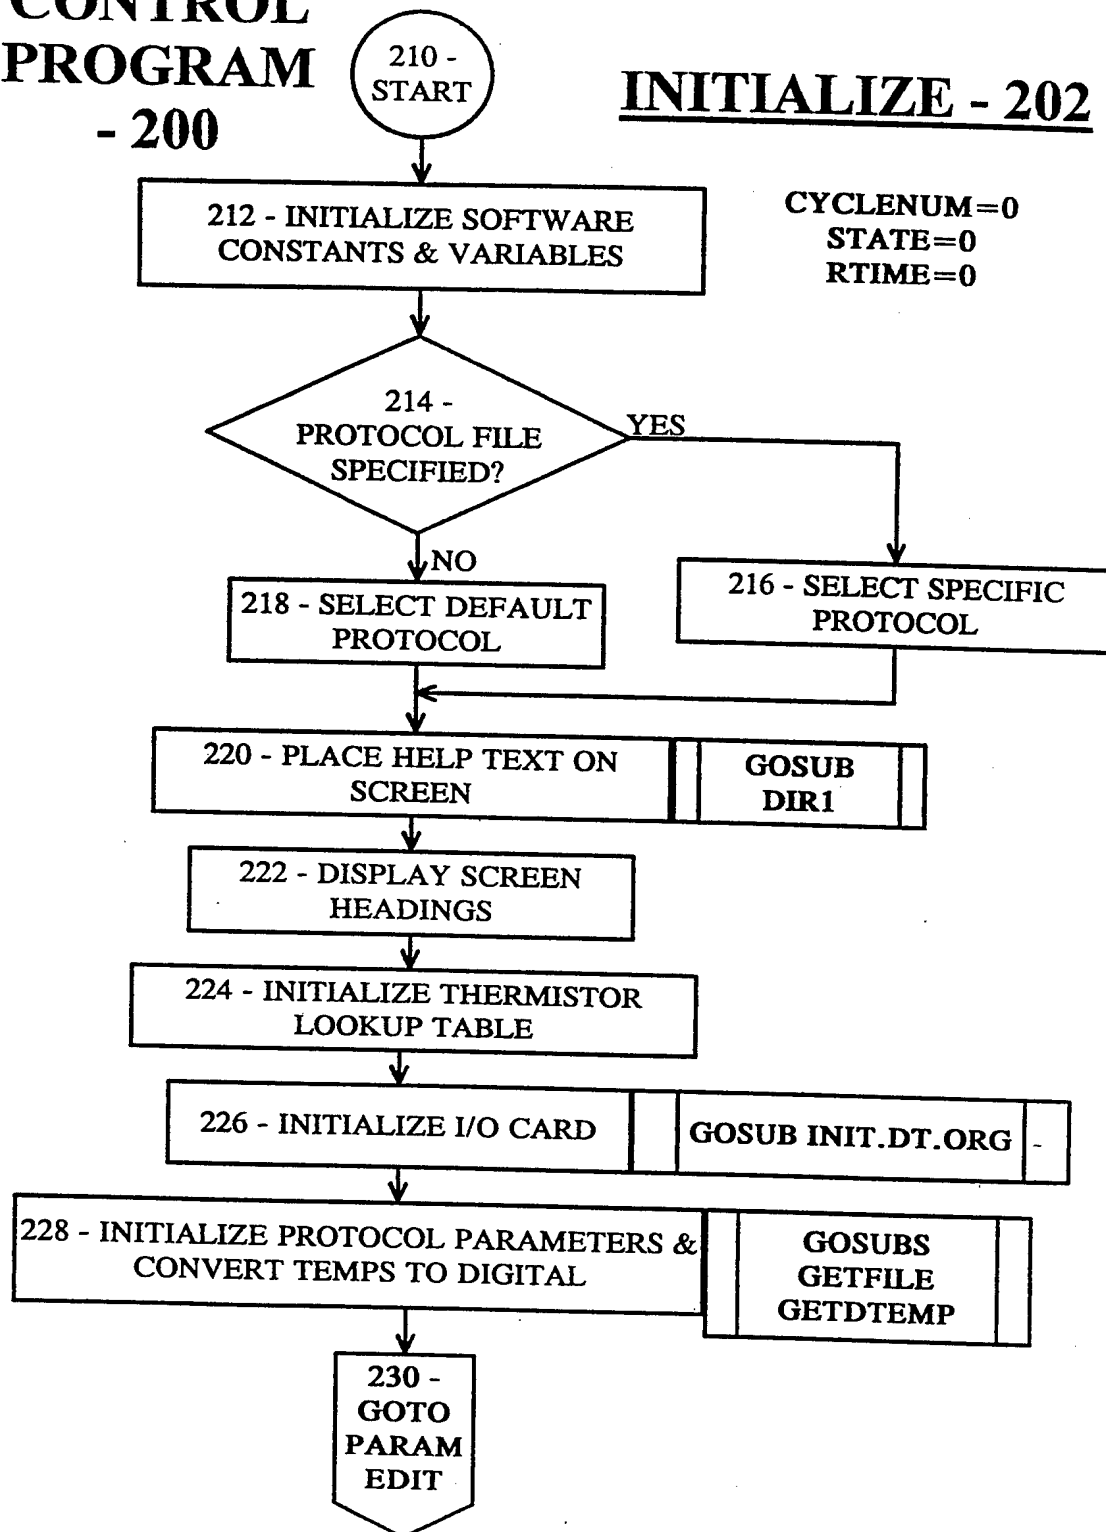 CONTROL
PROGRAM
- 200
210 -
START
INITIALIZE - 202
212 - INITIALIZE SOFTWARE
CONSTANTS & VARIABLES
CYCLENUM=0
STATE=0
RTIME=0
214 -
PROTOCOL FILE
SPECIFIED?
YES
NO
218 - SELECT DEFAULT
PROTOCOL
216 - SELECT SPECIFIC
PROTOCOL
220 - PLACE HELP TEXT ON
SCREEN
GOSUB
DIR1
222 - DISPLAY SCREEN
HEADINGS
224 - INITIALIZE THERMISTOR
LOOKUP TABLE
226 - INITIALIZE I/O CARD
GOSUB INIT.DT.ORG
228 - INITIALIZE PROTOCOL PARAMETERS &
CONVERT TEMPS TO DIGITAL
GOSUBS
GETFILE
GETDTEMP
230 -
GOTO
PARAM
EDIT